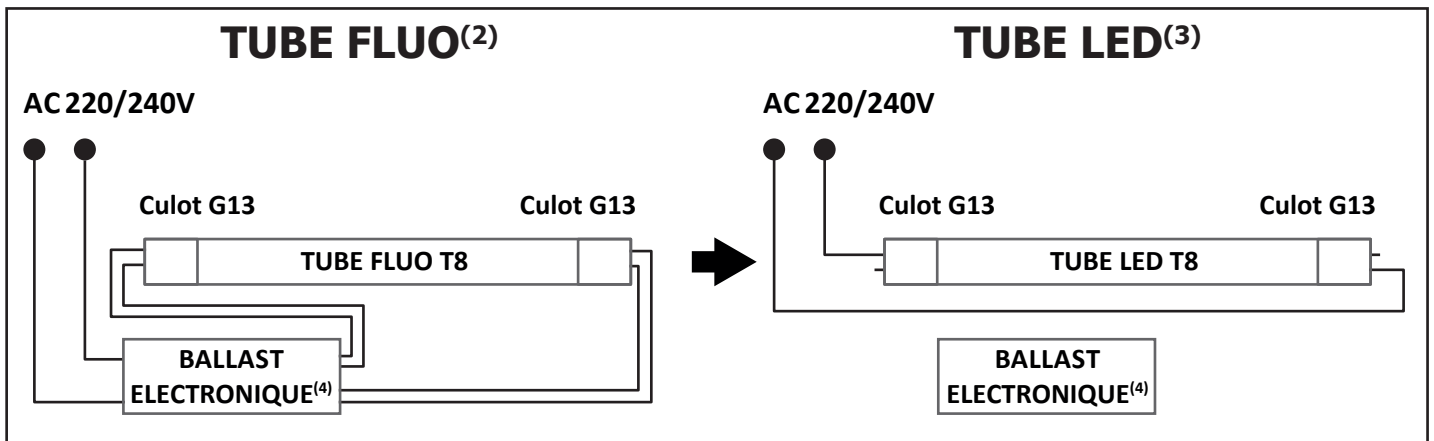 TUBE FLUO(2)
AC 220/240V
Culot G13
Culot G13
TUBE FLUO T8
BALLAST
ELECTRONIQUE(4)
TUBE LED(3)
AC 220/240V
Culot G13
Culot G13
TUBE LED T8
BALLAST
ELECTRONIQUE(4)